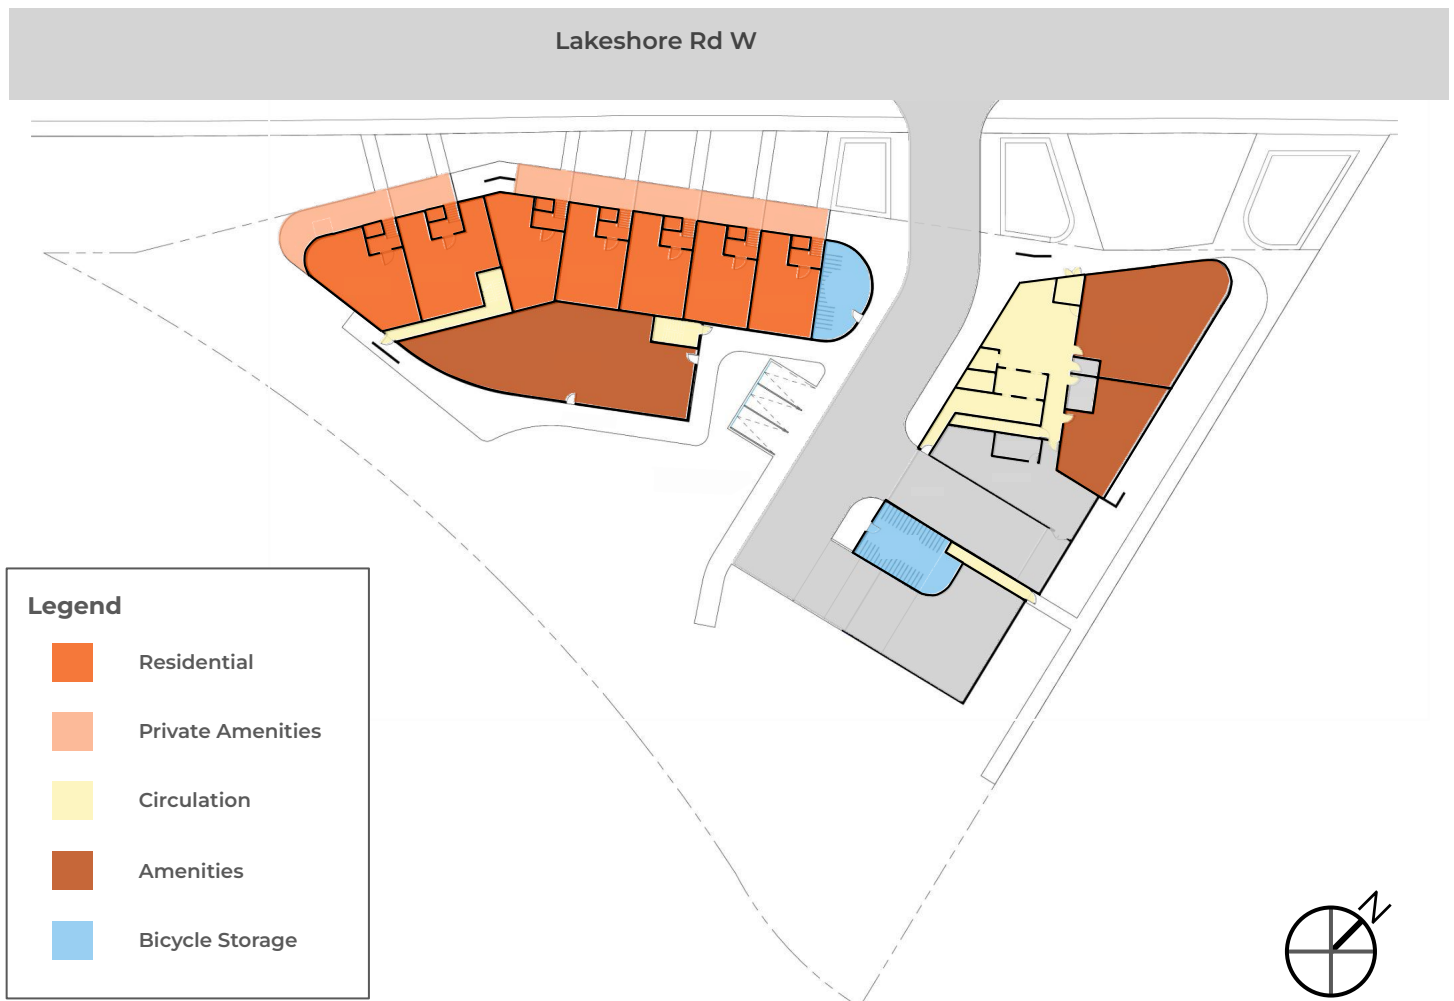 Lakeshore Rd W
Legend
Residential
Private Amenities
Circulation
Amenities
Bicycle Storage
N